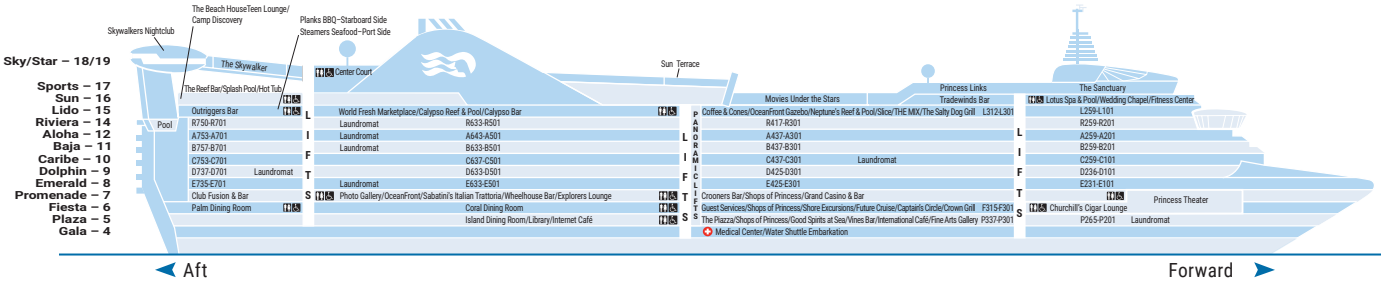 The Beach HouseTeen Lounge/
Camp Discovery
Planks BBQ–Starboard Side
Steamers Seafood–Port Side
Skywalkers Nightclub
Sky/Star – 18/19
The Skywalker
Center Court
Sun Terrace
Sports – 17
The Reef Bar/Splash Pool/Hot Tub
Princess Links
The Sanctuary
Sun – 16
Movies Under the Stars
Tradewinds Bar
Lotus Spa & Pool/Wedding Chapel/Fitness Center
Lido – 15
Outriggers Bar
World Fresh Marketplace/Calypso Reef & Pool/Calypso Bar
Coffee & Cones/OceanFront Gazebo/Neptune's Reef & Pool/Slice/THE MIX/The Salty Dog Grill L312-L301
L259-L101
Riviera – 14
Pool
R750-R701
Laundromat
R633-R501
R417-R301
R259-R201
Aloha – 12
A753-A701
Laundromat
A643-A501
A437-A301
A259-A201
Baja – 11
B757-B701
Laundromat
B633-B501
B437-B301
B259-B201
Caribe – 10
C753-C701
C637-C501
C437-C301
Laundromat
C259-C101
Dolphin – 9
D737-D701
Laundromat
D633-D501
D425-D301
D236-D101
Emerald – 8
E735-E701
Laundromat
E633-E501
E425-E301
E231-E101
Promenade – 7
Club Fusion & Bar
Photo Gallery/OceanFront/Sabatini's Italian Trattoria/Wheelhouse Bar/Explorers Lounge
Crooners Bar/Shops of Princess/Grand Casino & Bar
Princess Theater
Fiesta – 6
Palm Dining Room
Coral Dining Room
Guest Services/Shops of Princess/Shore Excursions/Future Cruise/Captain's Circle/Crown Grill F315-F301
Churchill's Cigar Lounge
Plaza – 5
Island Dining Room/Library/Internet Café
The Piazza/Shops of Princess/Good Spirits at Sea/Vines Bar/International Café/Fine Arts Gallery P337-P301
P265-P201
Laundromat
Gala – 4
Medical Center/Water Shuttle Embarkation
LIFTS
LIFTS
PANORAMIC LIFTS
LIFTS
Aft
Forward